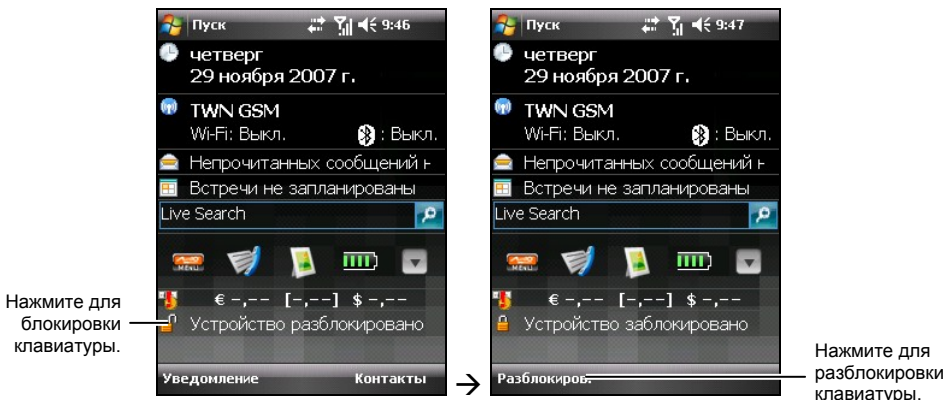 Пуск 9:46
четверг
29 ноября 2007 г.
TWN GSM
Wi-Fi: Выкл. : Выкл.
Непрочитанных сообщений н
Встречи не запланированы
Live Search
MENU
€ -,-- [-,--] $ -,--
Устройство разблокировано
Уведомление Контакты
Нажмите для
блокировки
клавиатуры.
→
Пуск 9:47
четверг
29 ноября 2007 г.
TWN GSM
Wi-Fi: Выкл. : Выкл.
Непрочитанных сообщений н
Встречи не запланированы
Live Search
MENU
€ -,-- [-,--] $ -,--
Устройство заблокировано
Разблокиров.
Нажмите для
разблокировки
клавиатуры.